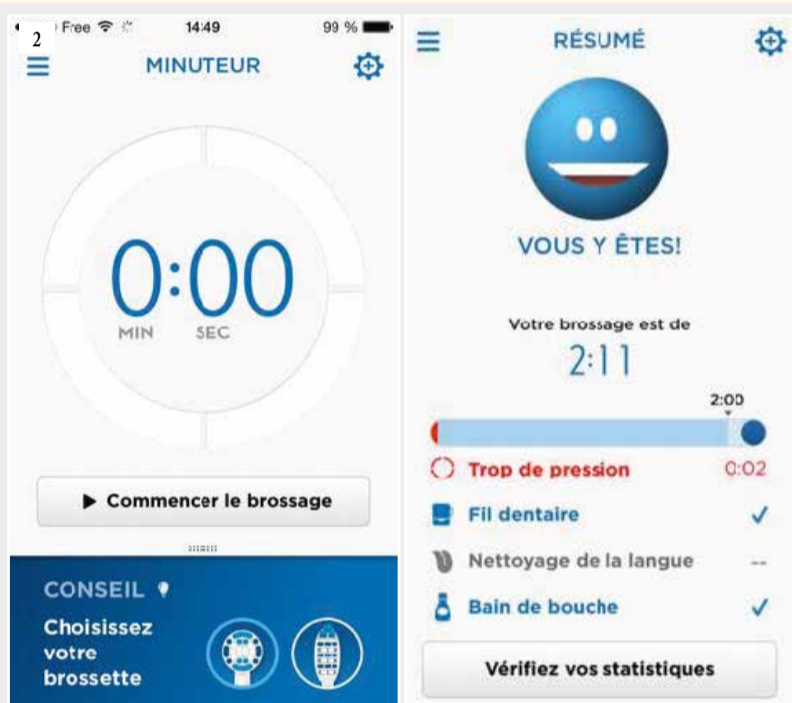 Free 14:49 99 %
2
MINUTEUR
0:00
MIN SEC
Commencer le brossage
CONSEIL
Choisissez
votre
brossette
RÉSUMÉ
VOUS Y ÊTES!
Votre brossage est de
2:11
2:00
Trop de pression 0:02
Fil dentaire
Nettoyage de la langue --
Bain de bouche
Vérifiez vos statistiques